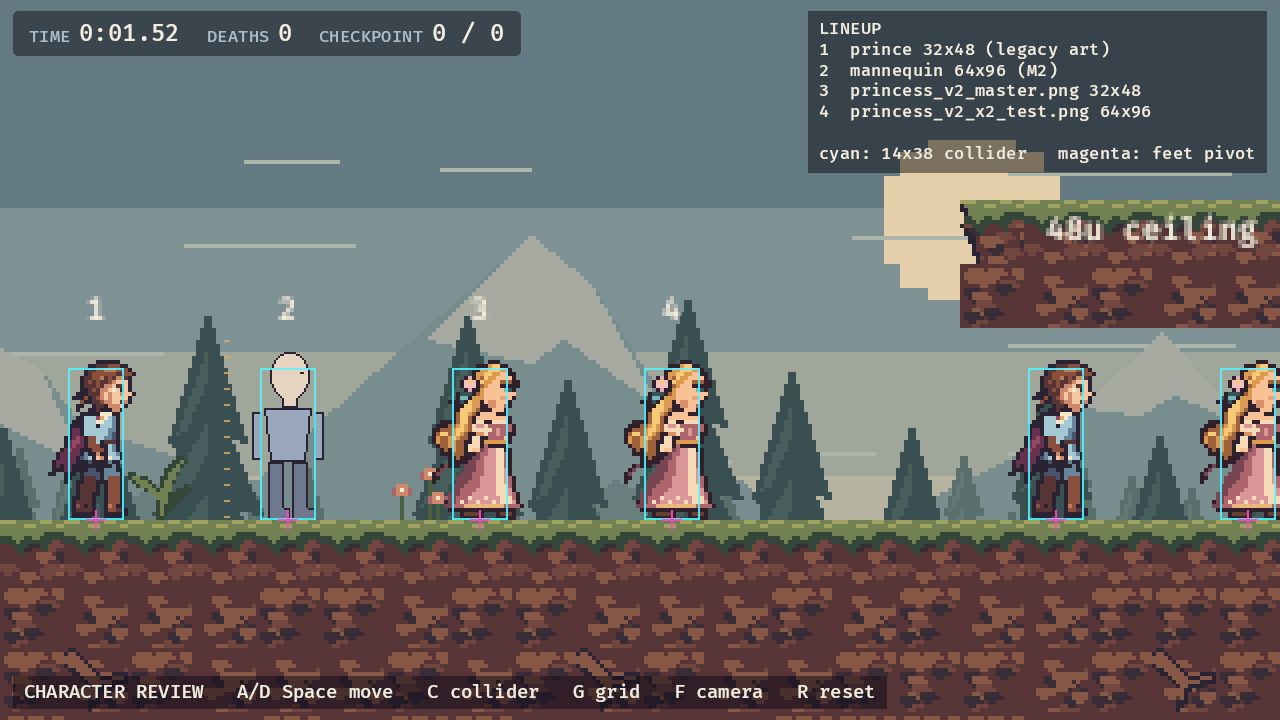 TIME 0:01.52 DEATHS 0 CHECKPOINT 0 / 0
LINEUP
1 prince 32x48 (legacy art)
2 mannequin 64x96 (M2)
3 princess_v2_master.png 32x48
4 princess_v2_x2_test.png 64x96
cyan: 14x38 collider magenta: feet pivot
48u ceiling
1 2 3 4
CHARACTER REVIEW A/D Space move C collider G grid F camera R reset